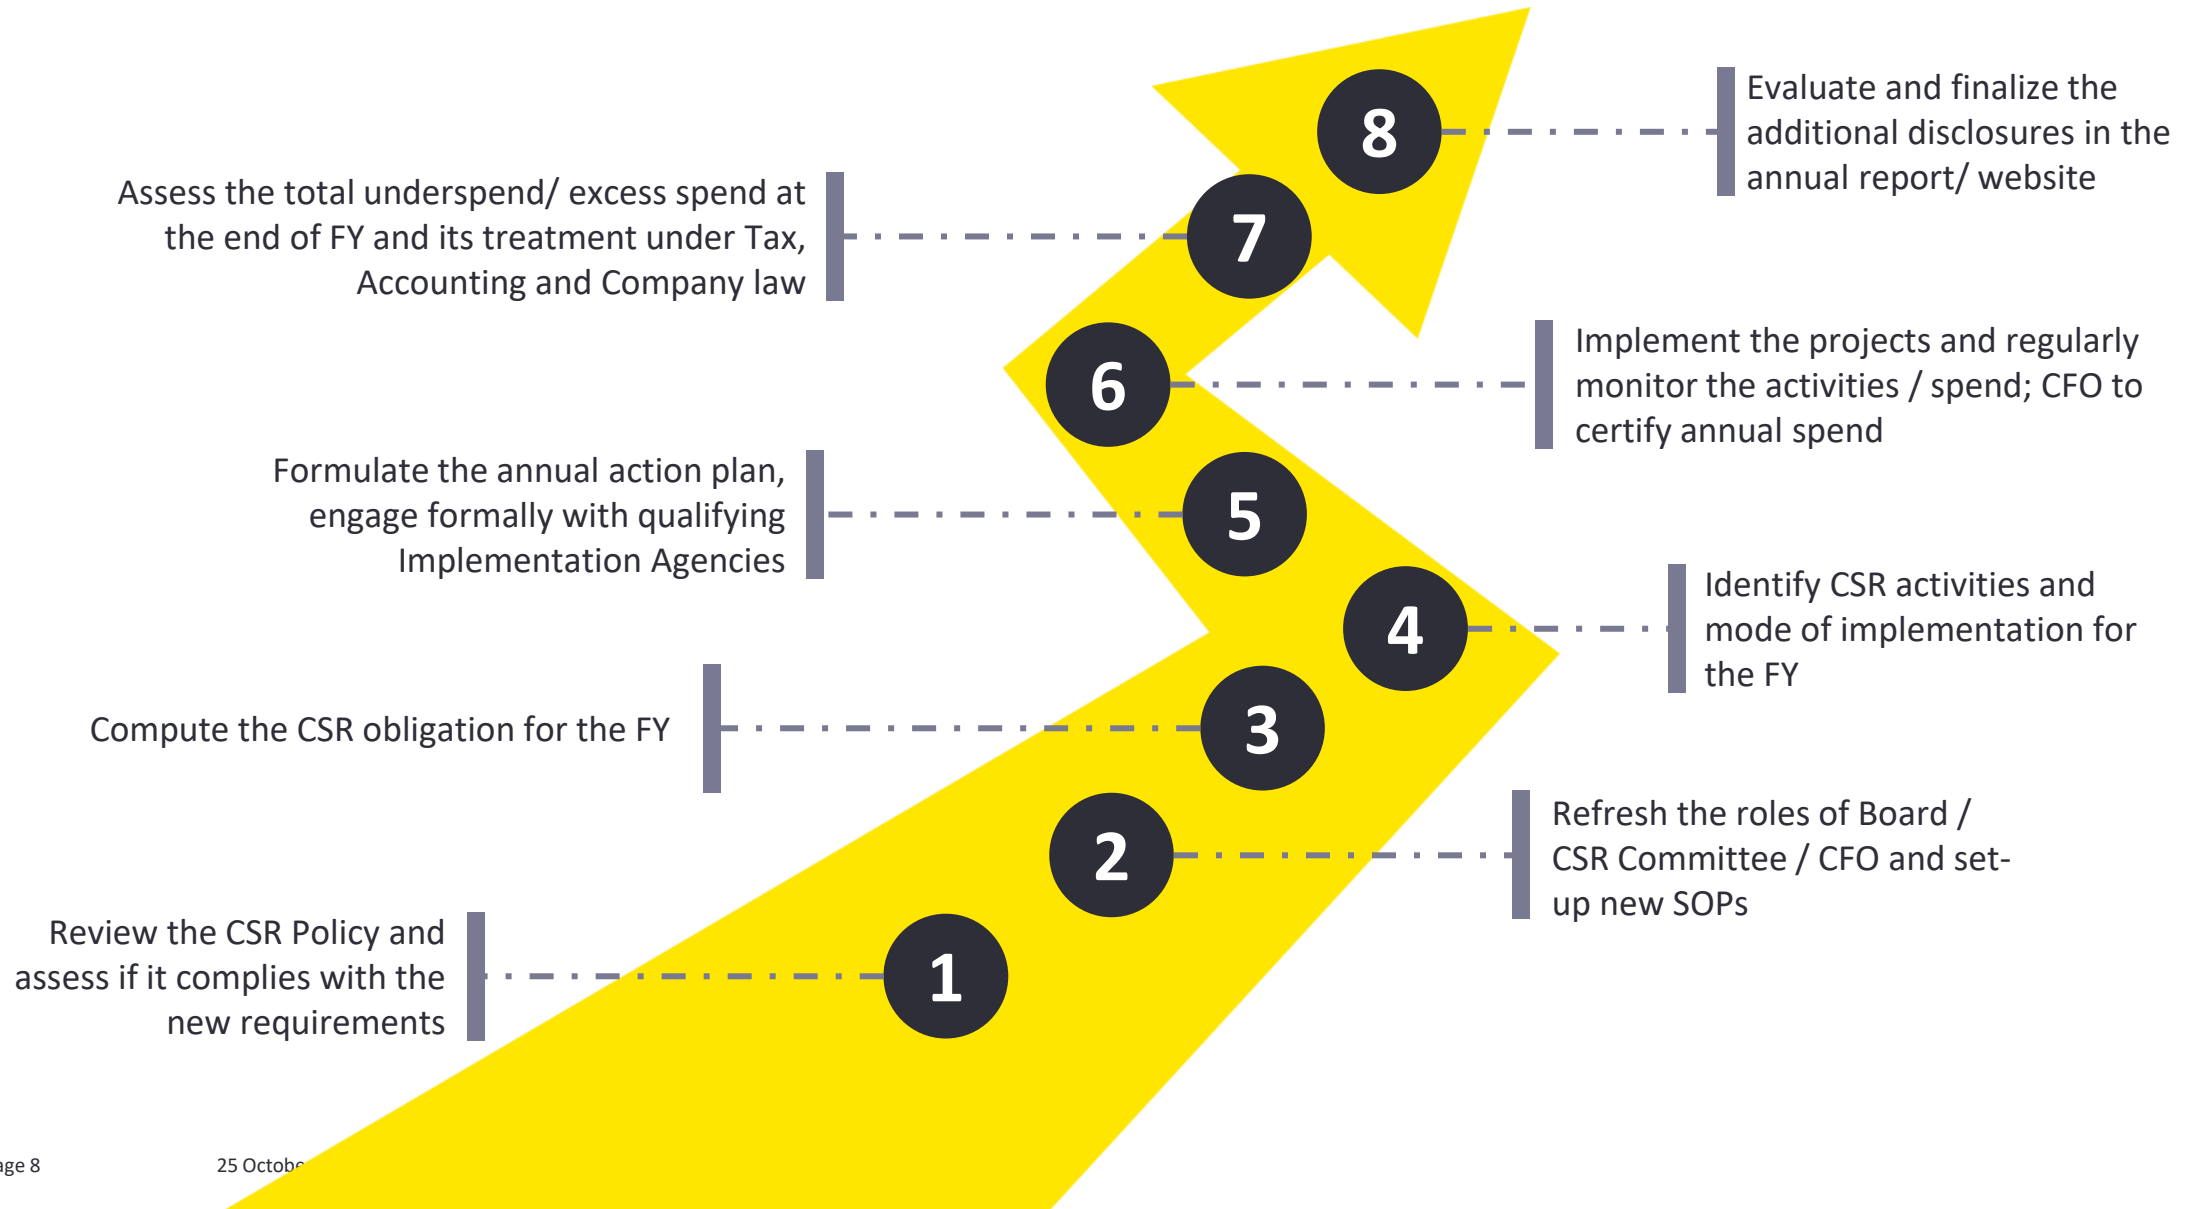 8
Evaluate and finalize the
additional disclosures in the
annual report/ website
7
Assess the total underspend/ excess spend at
the end of FY and its treatment under Tax,
Accounting and Company law
6
Implement the projects and regularly
monitor the activities / spend; CFO to
certify annual spend
5
Formulate the annual action plan,
engage formally with qualifying
Implementation Agencies
4
Identify CSR activities and
mode of implementation for
the FY
3
Compute the CSR obligation for the FY
2
Refresh the roles of Board /
CSR Committee / CFO and set-
up new SOPs
1
Review the CSR Policy and
assess if it complies with the
new requirements
age 8
25 Octobe